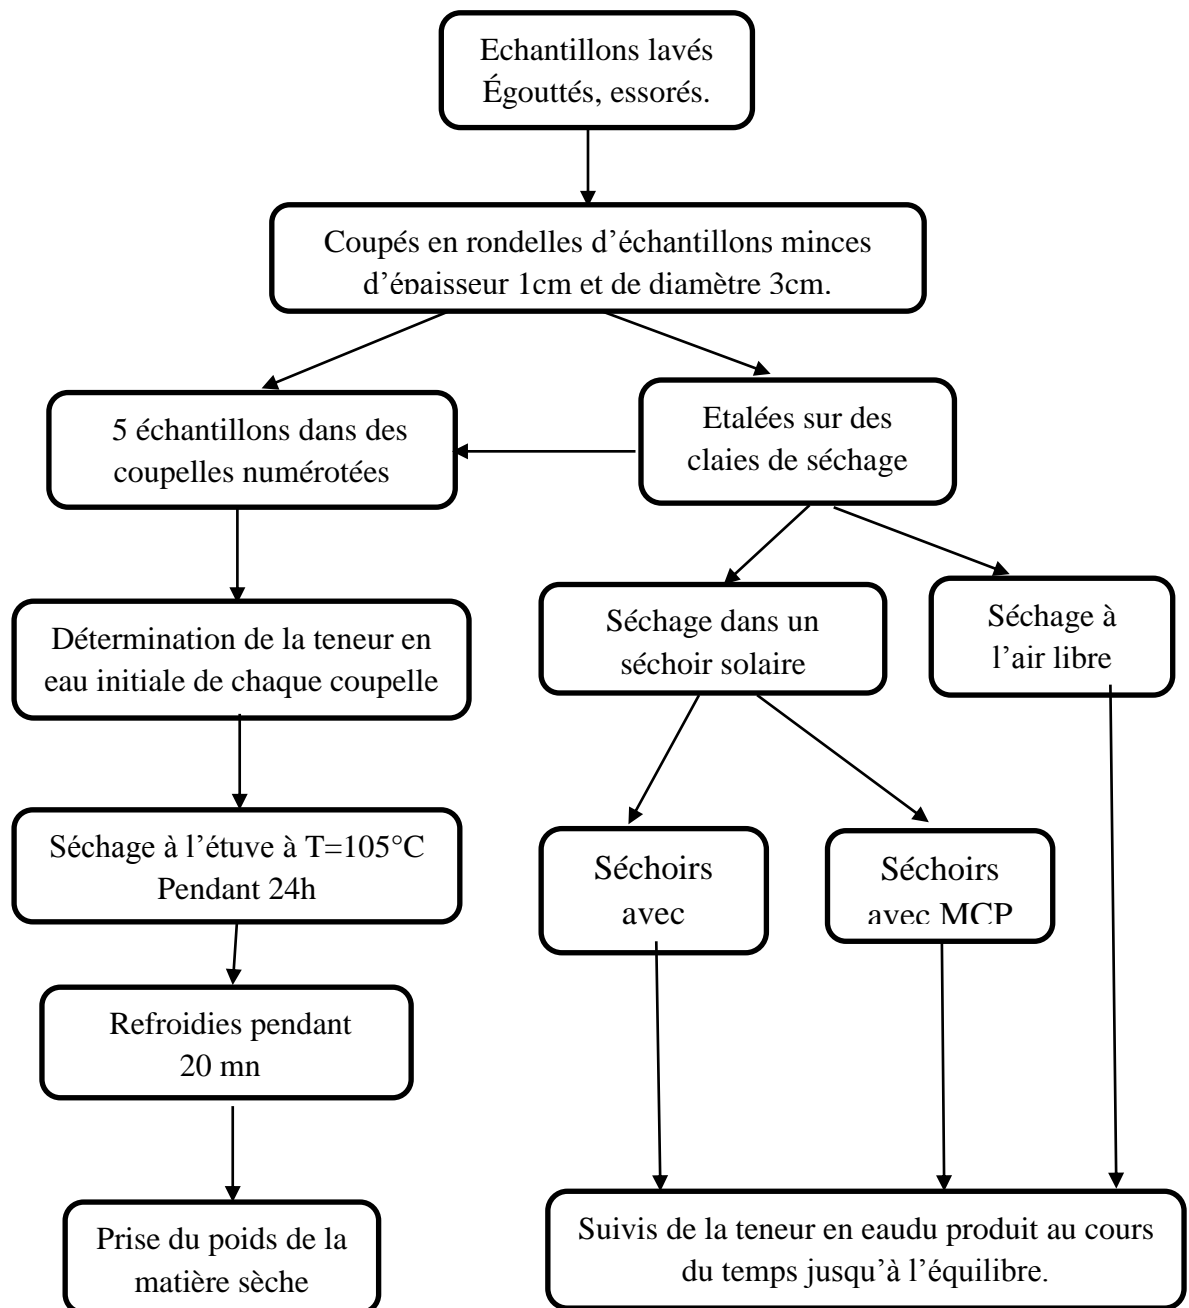 Echantillons lavés
Égouttés, essorés.
Coupés en rondelles d’échantillons minces
d’épaisseur 1cm et de diamètre 3cm.
5 échantillons dans des
coupelles numérotées
Etalées sur des
claies de séchage
Détermination de la teneur en
eau initiale de chaque coupelle
Séchage dans un
séchoir solaire
Séchage à
l’air libre
Séchage à l’étuve à T=105°C
Pendant 24h
Séchoirs
avec
Séchoirs
avec MCP
Refroidies pendant
20 mn
Prise du poids de la
matière sèche
Suivis de la teneur en eaudu produit au cours
du temps jusqu’à l’équilibre.